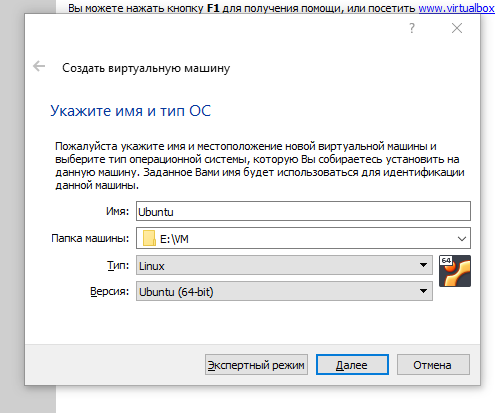 Вы можете нажать кнопку F1 для получения помощи, или посетить www.virtualbox
?
Создать виртуальную машину
Укажите имя и тип ОС
Пожалуйста укажите имя и местоположение новой виртуальной машины и
выберите тип операционной системы, которую Вы собираетесь установить на
данную машину. Заданное Вами имя будет использоваться для идентификации
данной машины.
Имя: Ubuntu
Папка машины: E:\VM
Тип: Linux
64
Версия: Ubuntu (64-bit)
Экспертный режим Далее Отмена